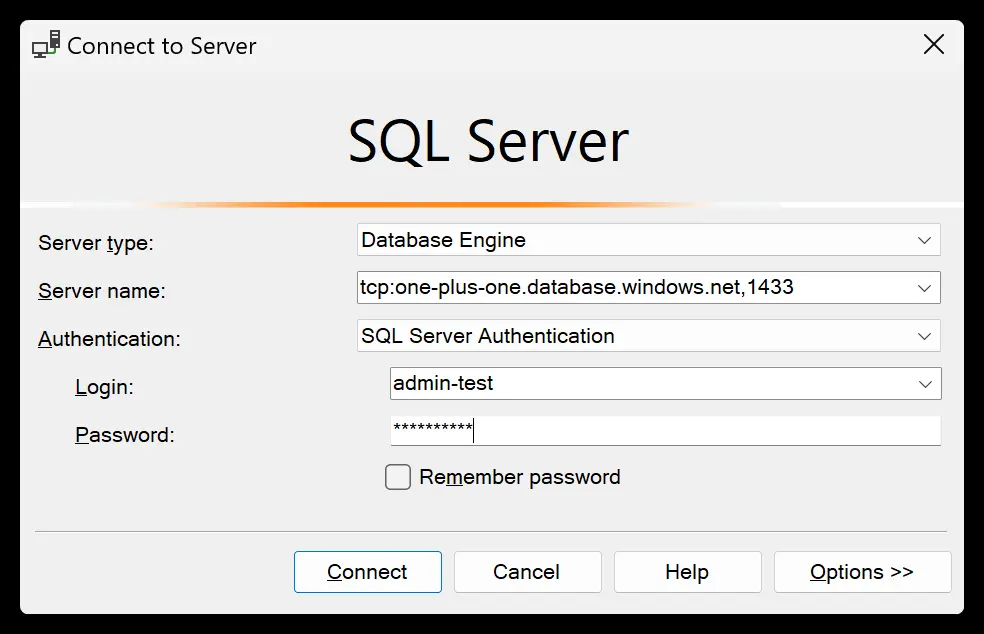 Connect to Server
SQL Server
Server type:
Database Engine
Server name:
tcp:one-plus-one.database.windows.net,1433
Authentication:
SQL Server Authentication
Login:
admin-test
Password:
**********
Remember password
Connect
Cancel
Help
Options >>